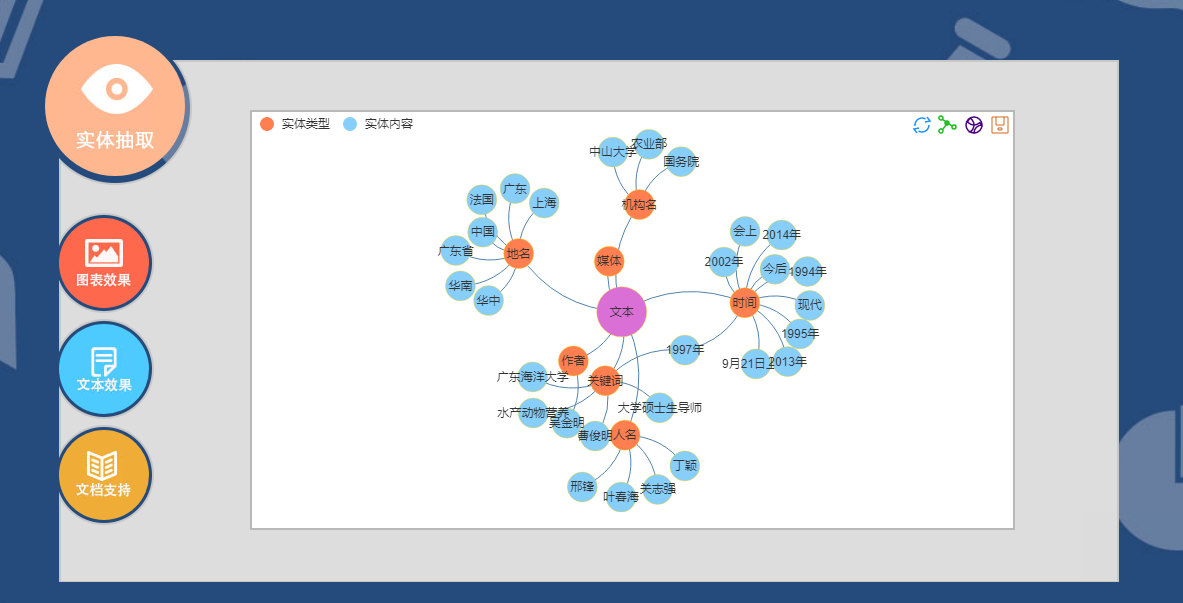 实体抽取
图表效果
文本效果
文档支持
实体类型
实体内容
中山大学
农业部
国务院
机构名
法国
广东
上海
中国
广东省
地名
华南
华中
媒体
文本
会上
2014年
2002年
今后
1994年
时间
现代
1995年
2013年
1997年
作者
关键词
广东海洋大学
水产动物营养
吴金明
曹俊明
大学硕士生导师
人名
丁颖
邢锋
叶春海
关志强